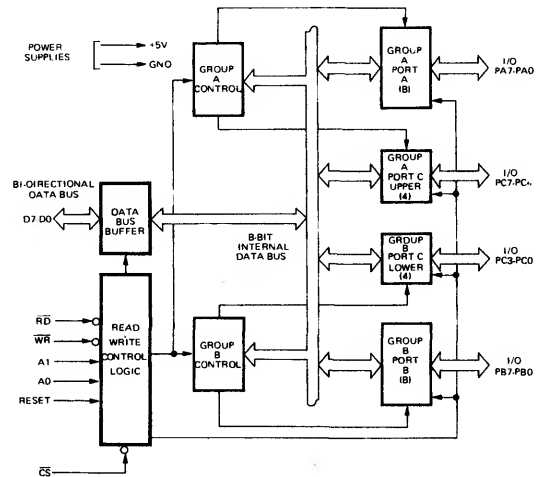 POWER
SUPPLIES
+5V
GND
GROUP
A
CONTROL
GROUP
A
PORT
A
(8)
I/O
PA7-PA0
GROUP
A
PORT C
UPPER
(4)
I/O
PC7-PC4
BI-DIRECTIONAL
DATA BUS
D7-D0
DATA
BUS
BUFFER
8-BIT
INTERNAL
DATA BUS
GROUP
B
PORT C
LOWER
(4)
I/O
PC3-PC0
RD
WR
A1
A0
RESET
READ
WRITE
CONTROL
LOGIC
GROUP
B
CONTROL
GROUP
B
PORT
B
(8)
I/O
PB7-PB0
CS